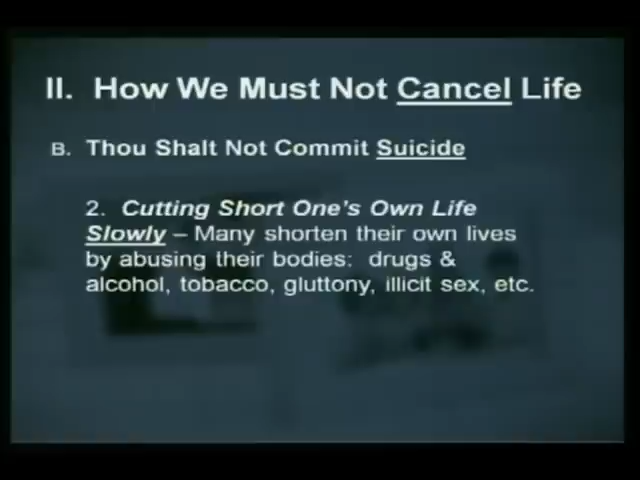 II. How We Must Not Cancel Life
B. Thou Shalt Not Commit Suicide
2. Cutting Short One's Own Life
Slowly – Many shorten their own lives
by abusing their bodies: drugs &
alcohol, tobacco, gluttony, illicit sex, etc.